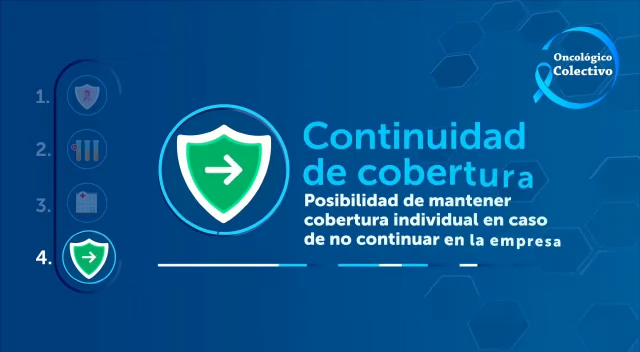 Oncológico
Colectivo
1.
2.
3.
4.
Continuidad
de cobertura
Posibilidad de mantener
cobertura individual en caso
de no continuar en la empresa